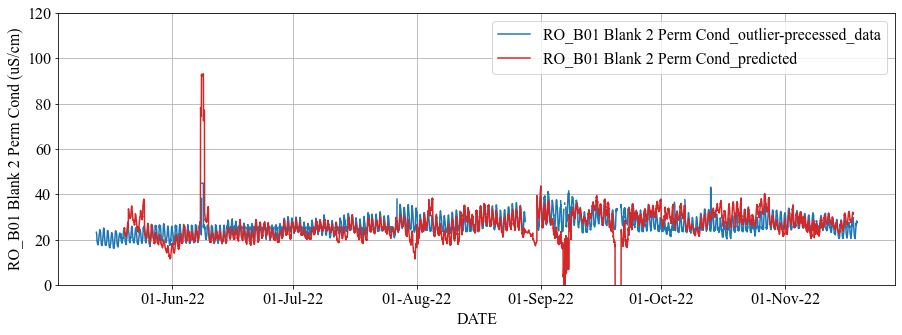 RO_B01 Blank 2 Perm Cond (uS/cm)
120
100
80
60
40
20
0
RO_B01 Blank 2 Perm Cond_outlier-precessed_data
RO_B01 Blank 2 Perm Cond_predicted
01-Jun-22 01-Jul-22 01-Aug-22 01-Sep-22 01-Oct-22 01-Nov-22
DATE